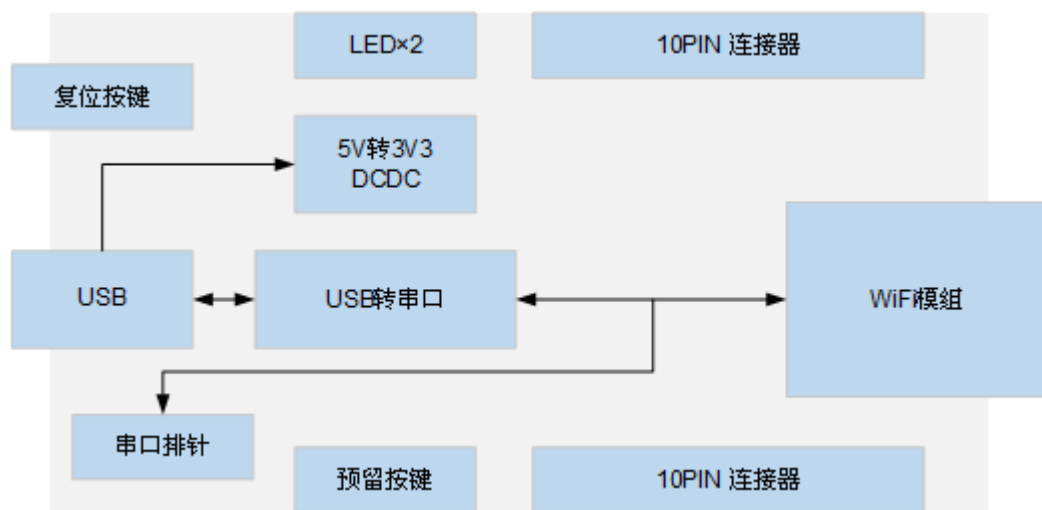 LED×2
10PIN 连接器
复位按键
5V转3V3
DCDC
USB
USB转串口
WiFi模组
串口排针
预留按键
10PIN 连接器